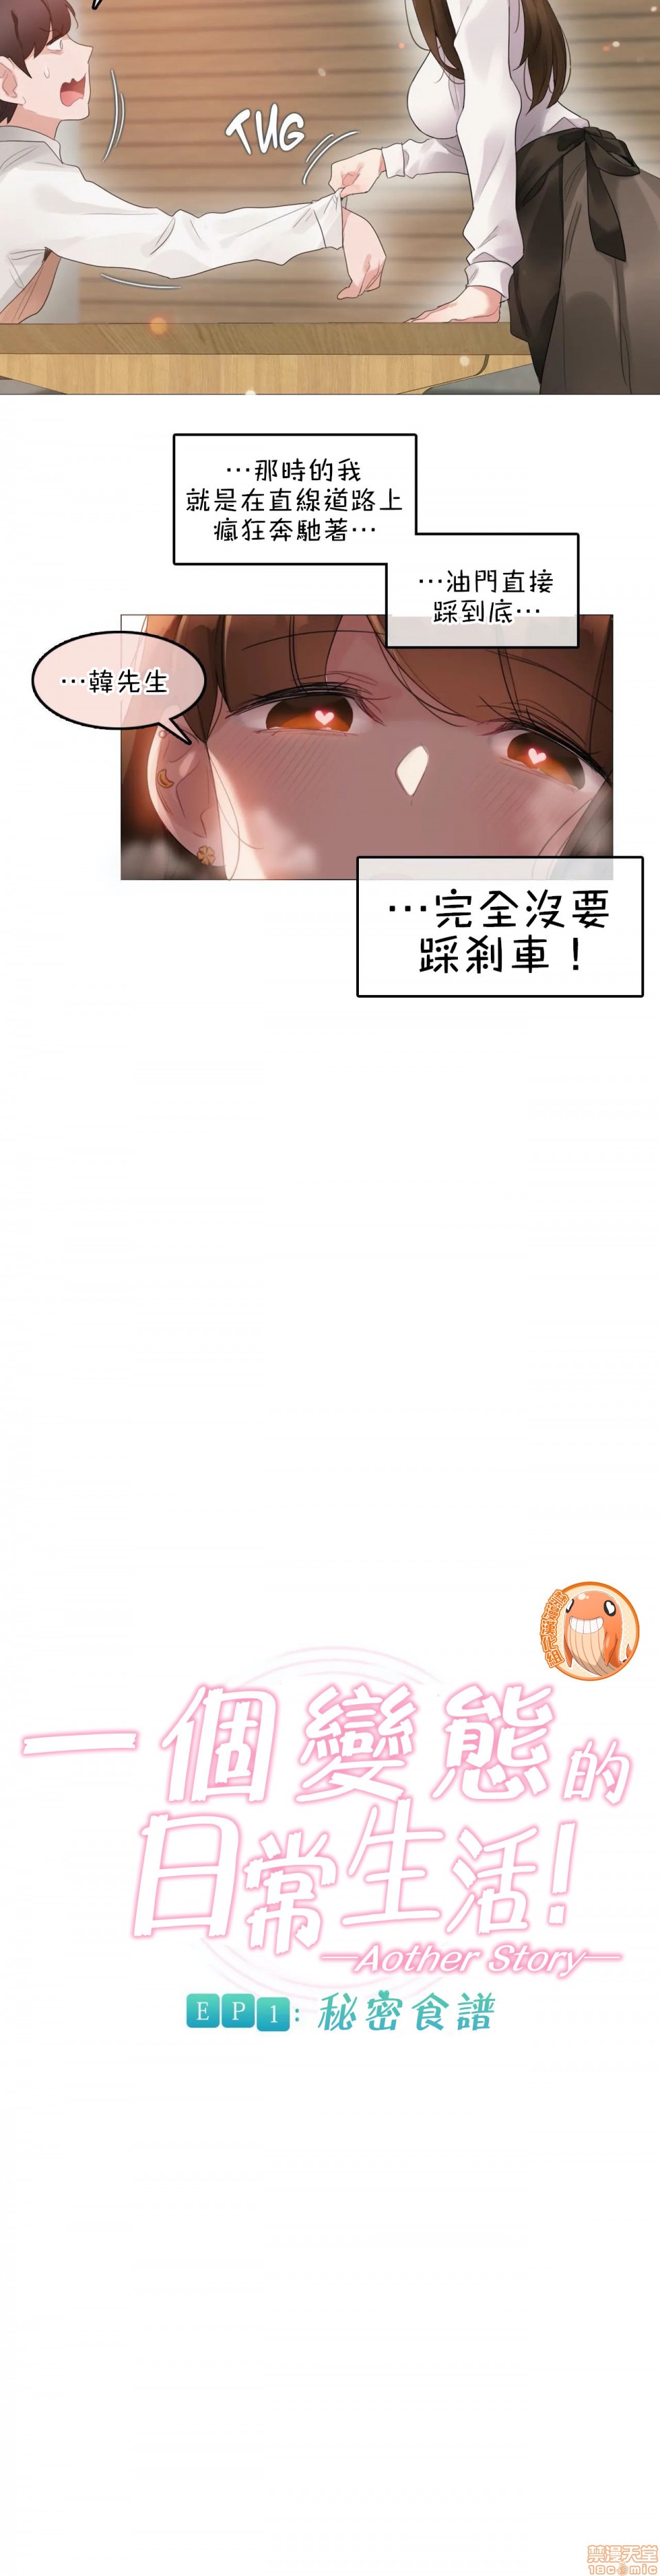 TUG
…那時的我
就是在直線道路上
瘋狂奔馳著…
…油門直接
踩到底…
…韓先生
…完全沒要
踩剎車！
一個變態的
日常生活！
—Aother Story—
EP1: 秘密食譜
禁漫天堂
18comic